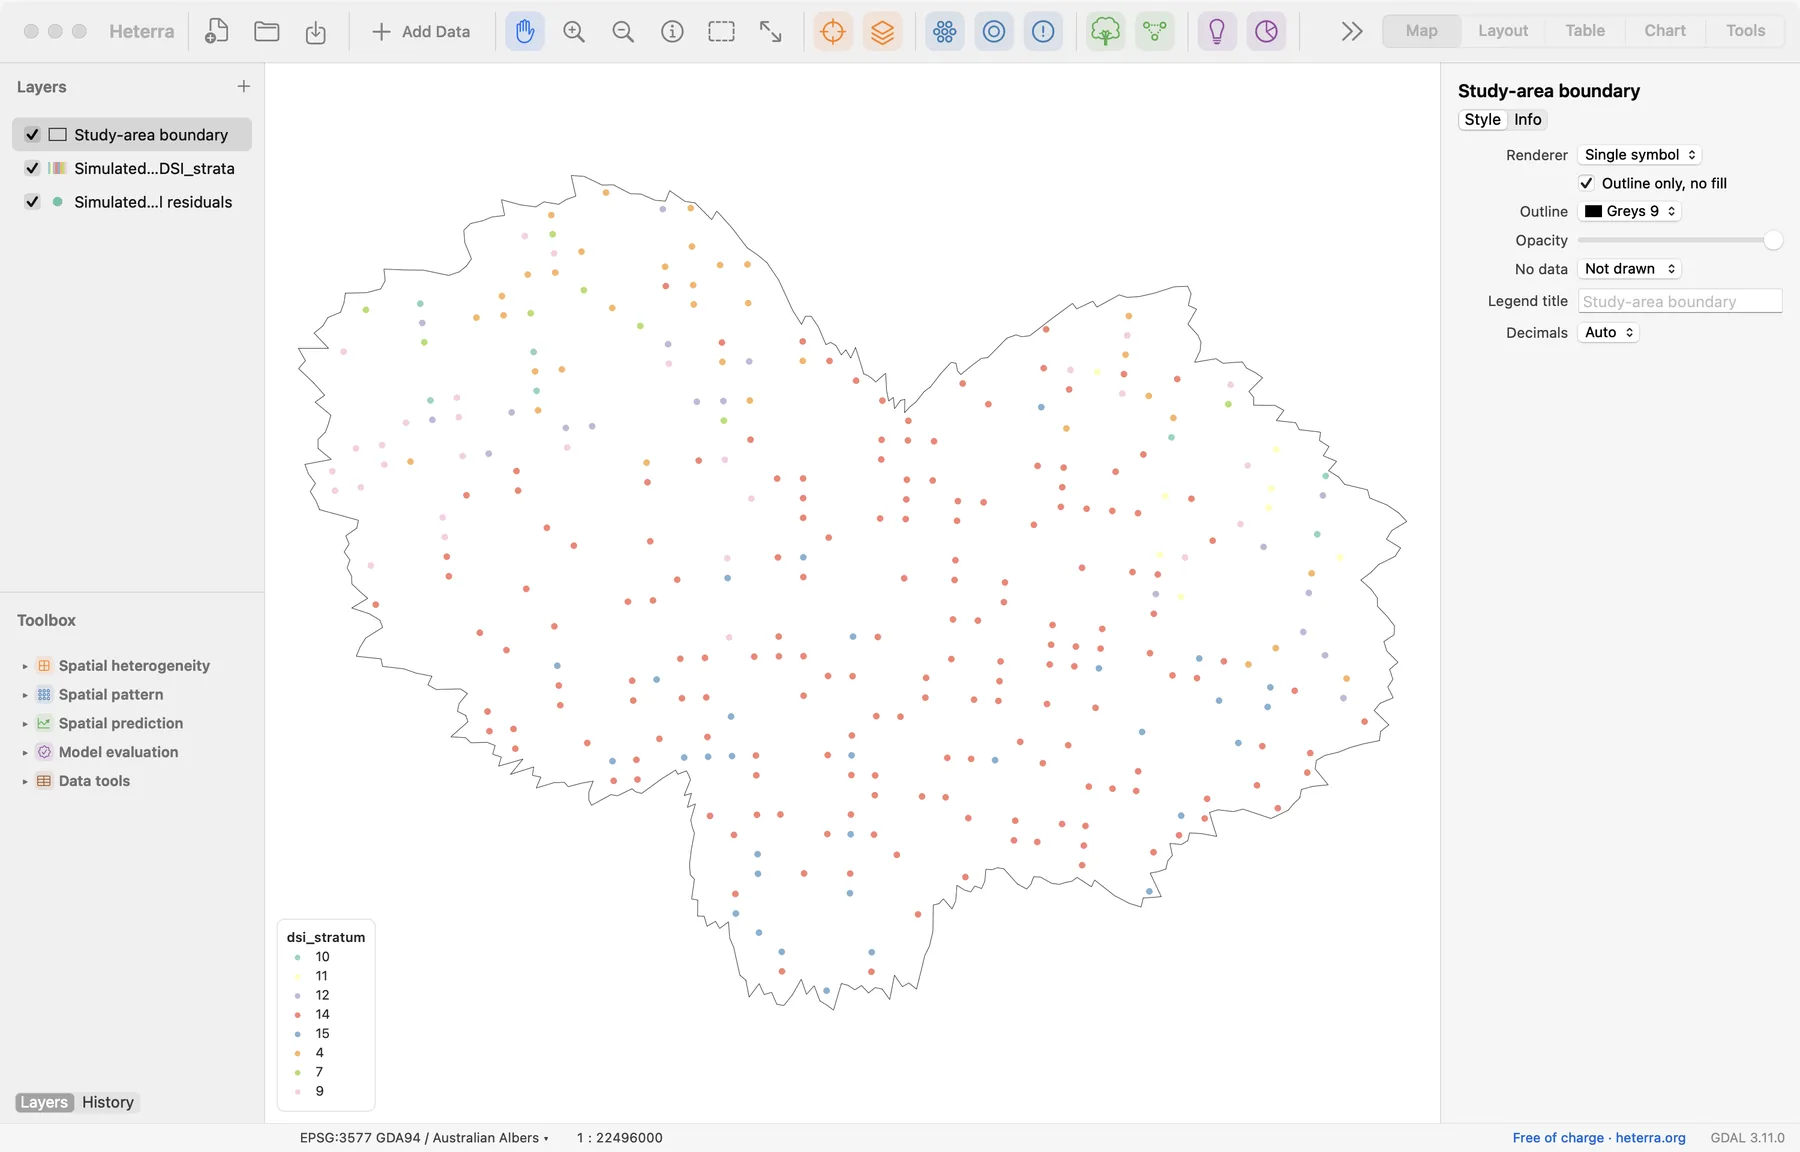 Heterra
Add Data
Map
Layout
Table
Chart
Tools
Layers
Study-area boundary
Simulated...DSI_strata
Simulated...l residuals
Toolbox
Spatial heterogeneity
Spatial pattern
Spatial prediction
Model evaluation
Data tools
Layers
History
dsi_stratum
10
11
12
14
15
4
7
9
Study-area boundary
Style Info
Renderer Single symbol
Outline only, no fill
Outline Greys 9
Opacity
No data Not drawn
Legend title Study-area boundary
Decimals Auto
EPSG:3577 GDA94 / Australian Albers
1 : 22496000
Free of charge · heterra.org
GDAL 3.11.0